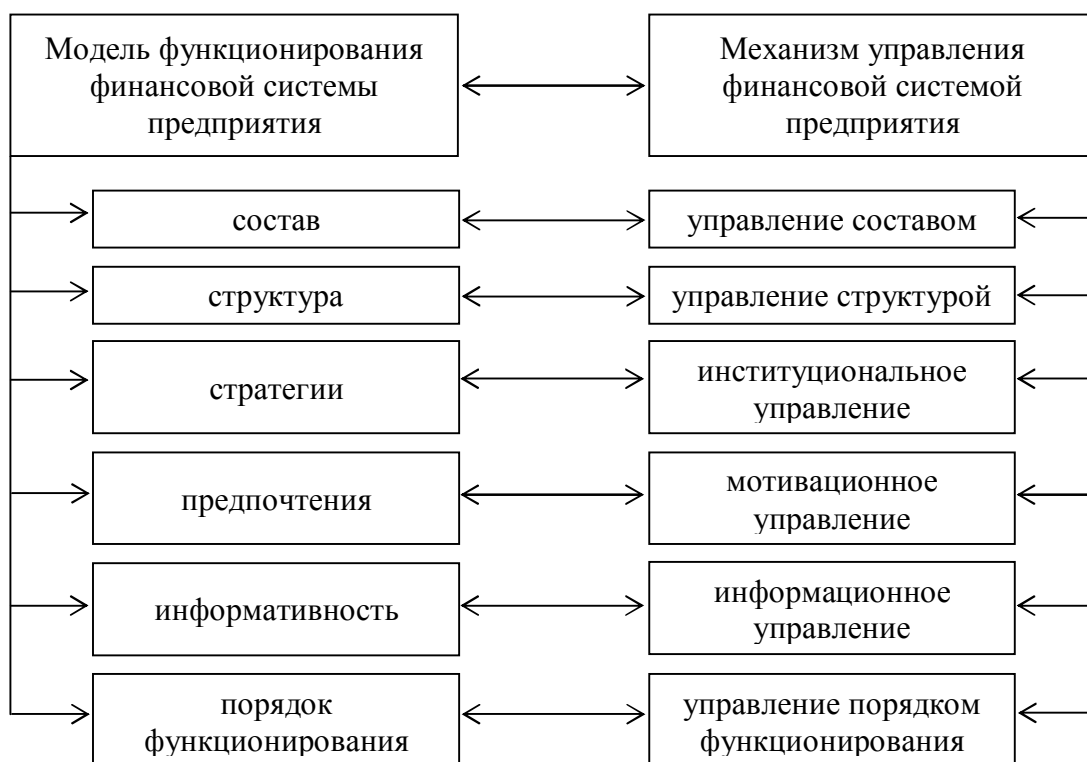 Модель функционирования
финансовой системы
предприятия
Механизм управления
финансовой системой
предприятия
состав
управление составом
структура
управление структурой
стратегии
институциональное
управление
предпочтения
мотивационное
управление
информативность
информационное
управление
порядок
функционирования
управление порядком
функционирования